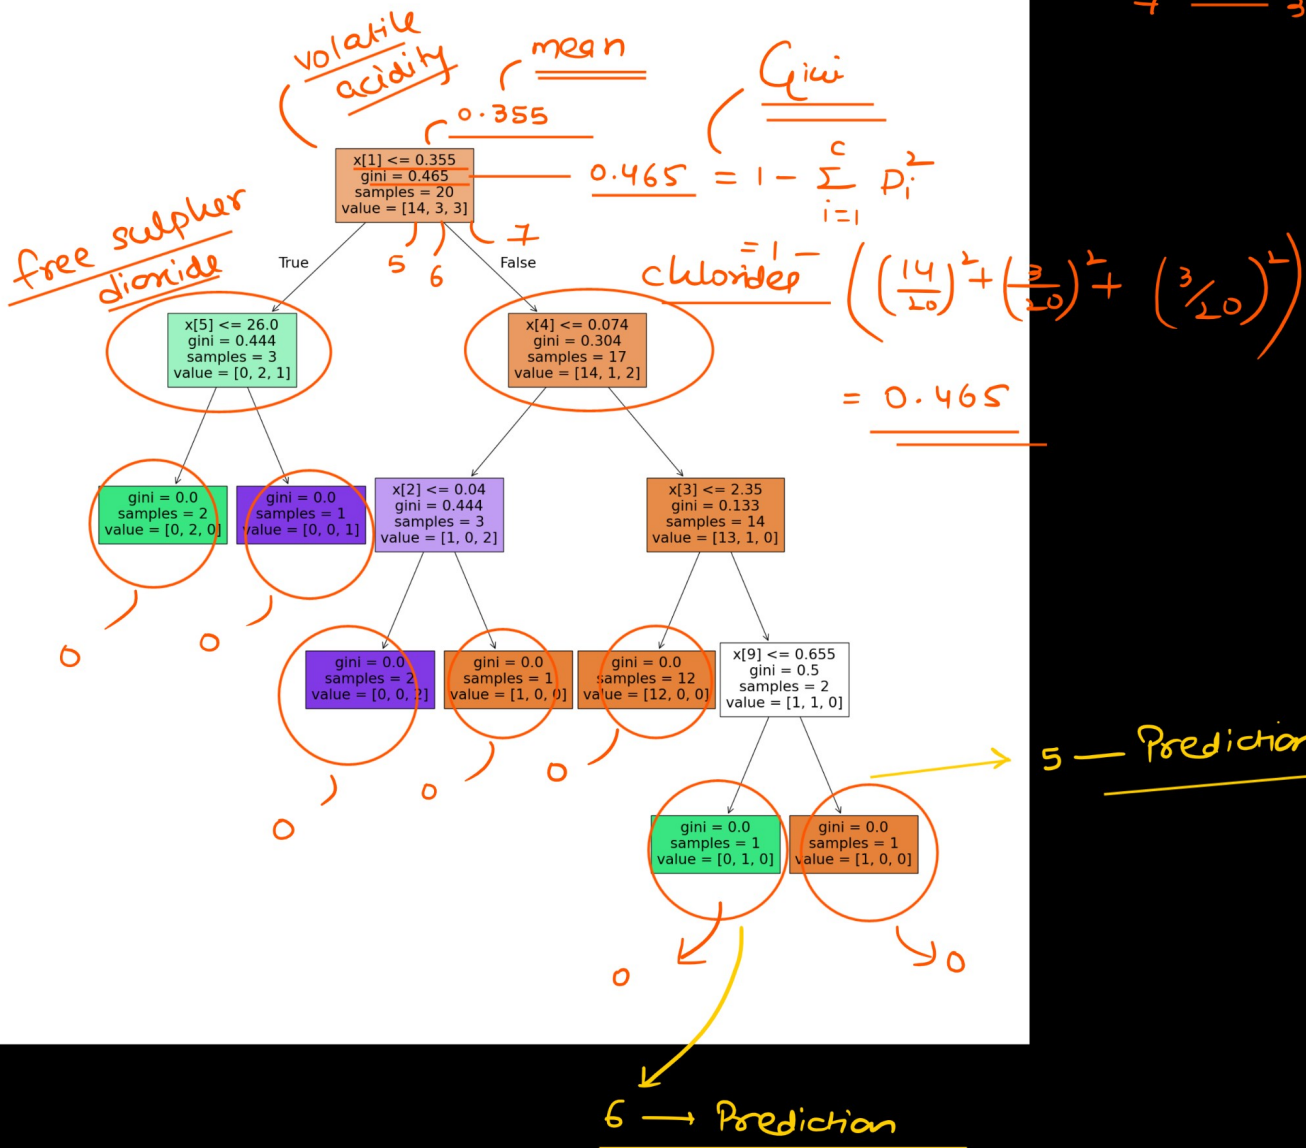 7 — 3
volatile
acidity
mean
Gini
0.355
x[1] <= 0.355
gini = 0.465
samples = 20
value = [14, 3, 3]
0.465 = 1 - Σ Pi²
c
i=1
5
6
7
True
False
free sulpher
dioxide
chlorides
= 1 - ((14/20)² + (3/20)² + (3/20)²)
= 0.465
x[5] <= 26.0
gini = 0.444
samples = 3
value = [0, 2, 1]
x[4] <= 0.074
gini = 0.304
samples = 17
value = [14, 1, 2]
gini = 0.0
samples = 2
value = [0, 2, 0]
gini = 0.0
samples = 1
value = [0, 0, 1]
x[2] <= 0.04
gini = 0.444
samples = 3
value = [1, 0, 2]
x[3] <= 2.35
gini = 0.133
samples = 14
value = [13, 1, 0]
0
0
gini = 0.0
samples = 2
value = [0, 0, 2]
gini = 0.0
samples = 1
value = [1, 0, 0]
gini = 0.0
samples = 12
value = [12, 0, 0]
x[9] <= 0.655
gini = 0.5
samples = 2
value = [1, 1, 0]
0
0
0
5 — Prediction
gini = 0.0
samples = 1
value = [0, 1, 0]
gini = 0.0
samples = 1
value = [1, 0, 0]
0
0
6 → Prediction